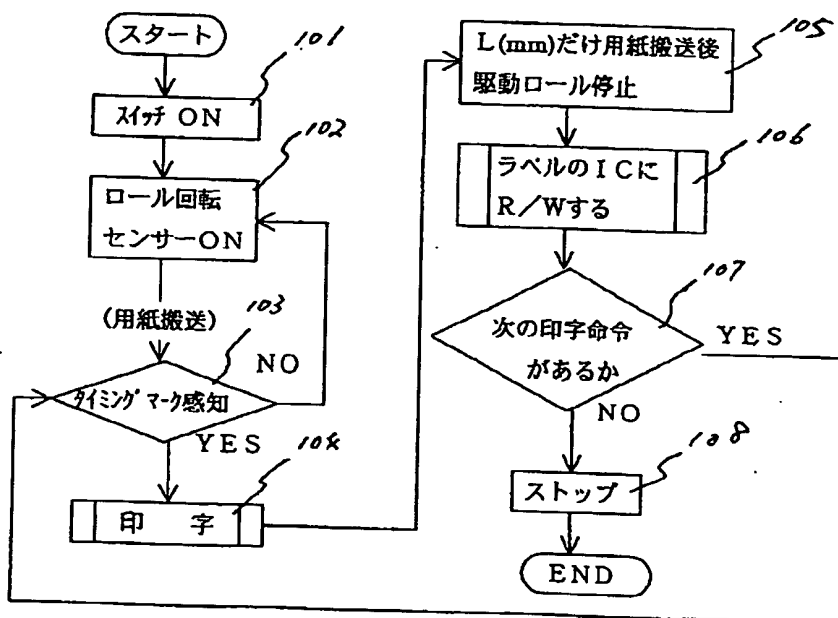 スタート
101
スイッチ ON
102
ロール回転
センサーON
(用紙搬送)
103
タイミングマーク感知
NO
YES
104
印 字
105
L(mm)だけ用紙搬送後
駆動ロール停止
106
ラベルのICに
R/Wする
107
次の印字命令
があるか
YES
NO
108
ストップ
END